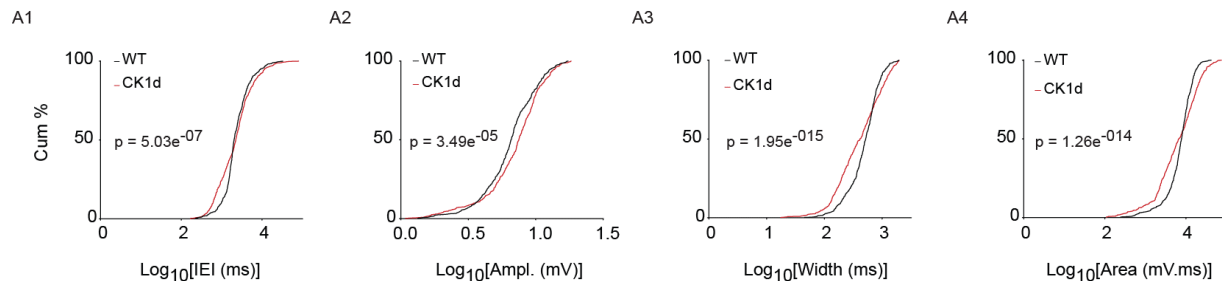 A1
100
WT
CK1d
p = 5.03e-07
50
0
0
2
4
Cum %
Log10[IEI (ms)]
A2
100
WT
CK1d
p = 3.49e-05
50
0
0.0
0.5
1.0
1.5
Log10[Ampl. (mV)]
A3
100
WT
CK1d
p = 1.95e-015
50
0
0
1
2
3
Log10[Width (ms)]
A4
100
WT
CK1d
p = 1.26e-014
50
0
0
2
4
Log10[Area (mV.ms)]